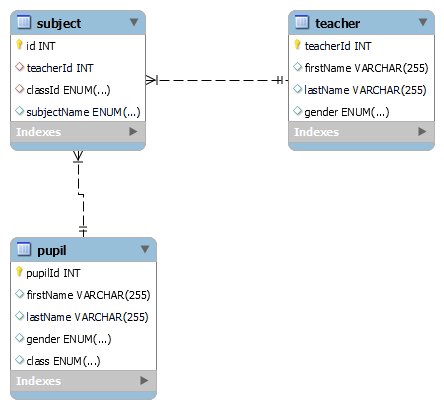 subject
id INT
teacherId INT
classId ENUM(...)
subjectName ENUM(...)
Indexes
teacher
teacherId INT
firstName VARCHAR(255)
lastName VARCHAR(255)
gender ENUM(...)
Indexes
pupil
pupilId INT
firstName VARCHAR(255)
lastName VARCHAR(255)
gender ENUM(...)
class ENUM(...)
Indexes